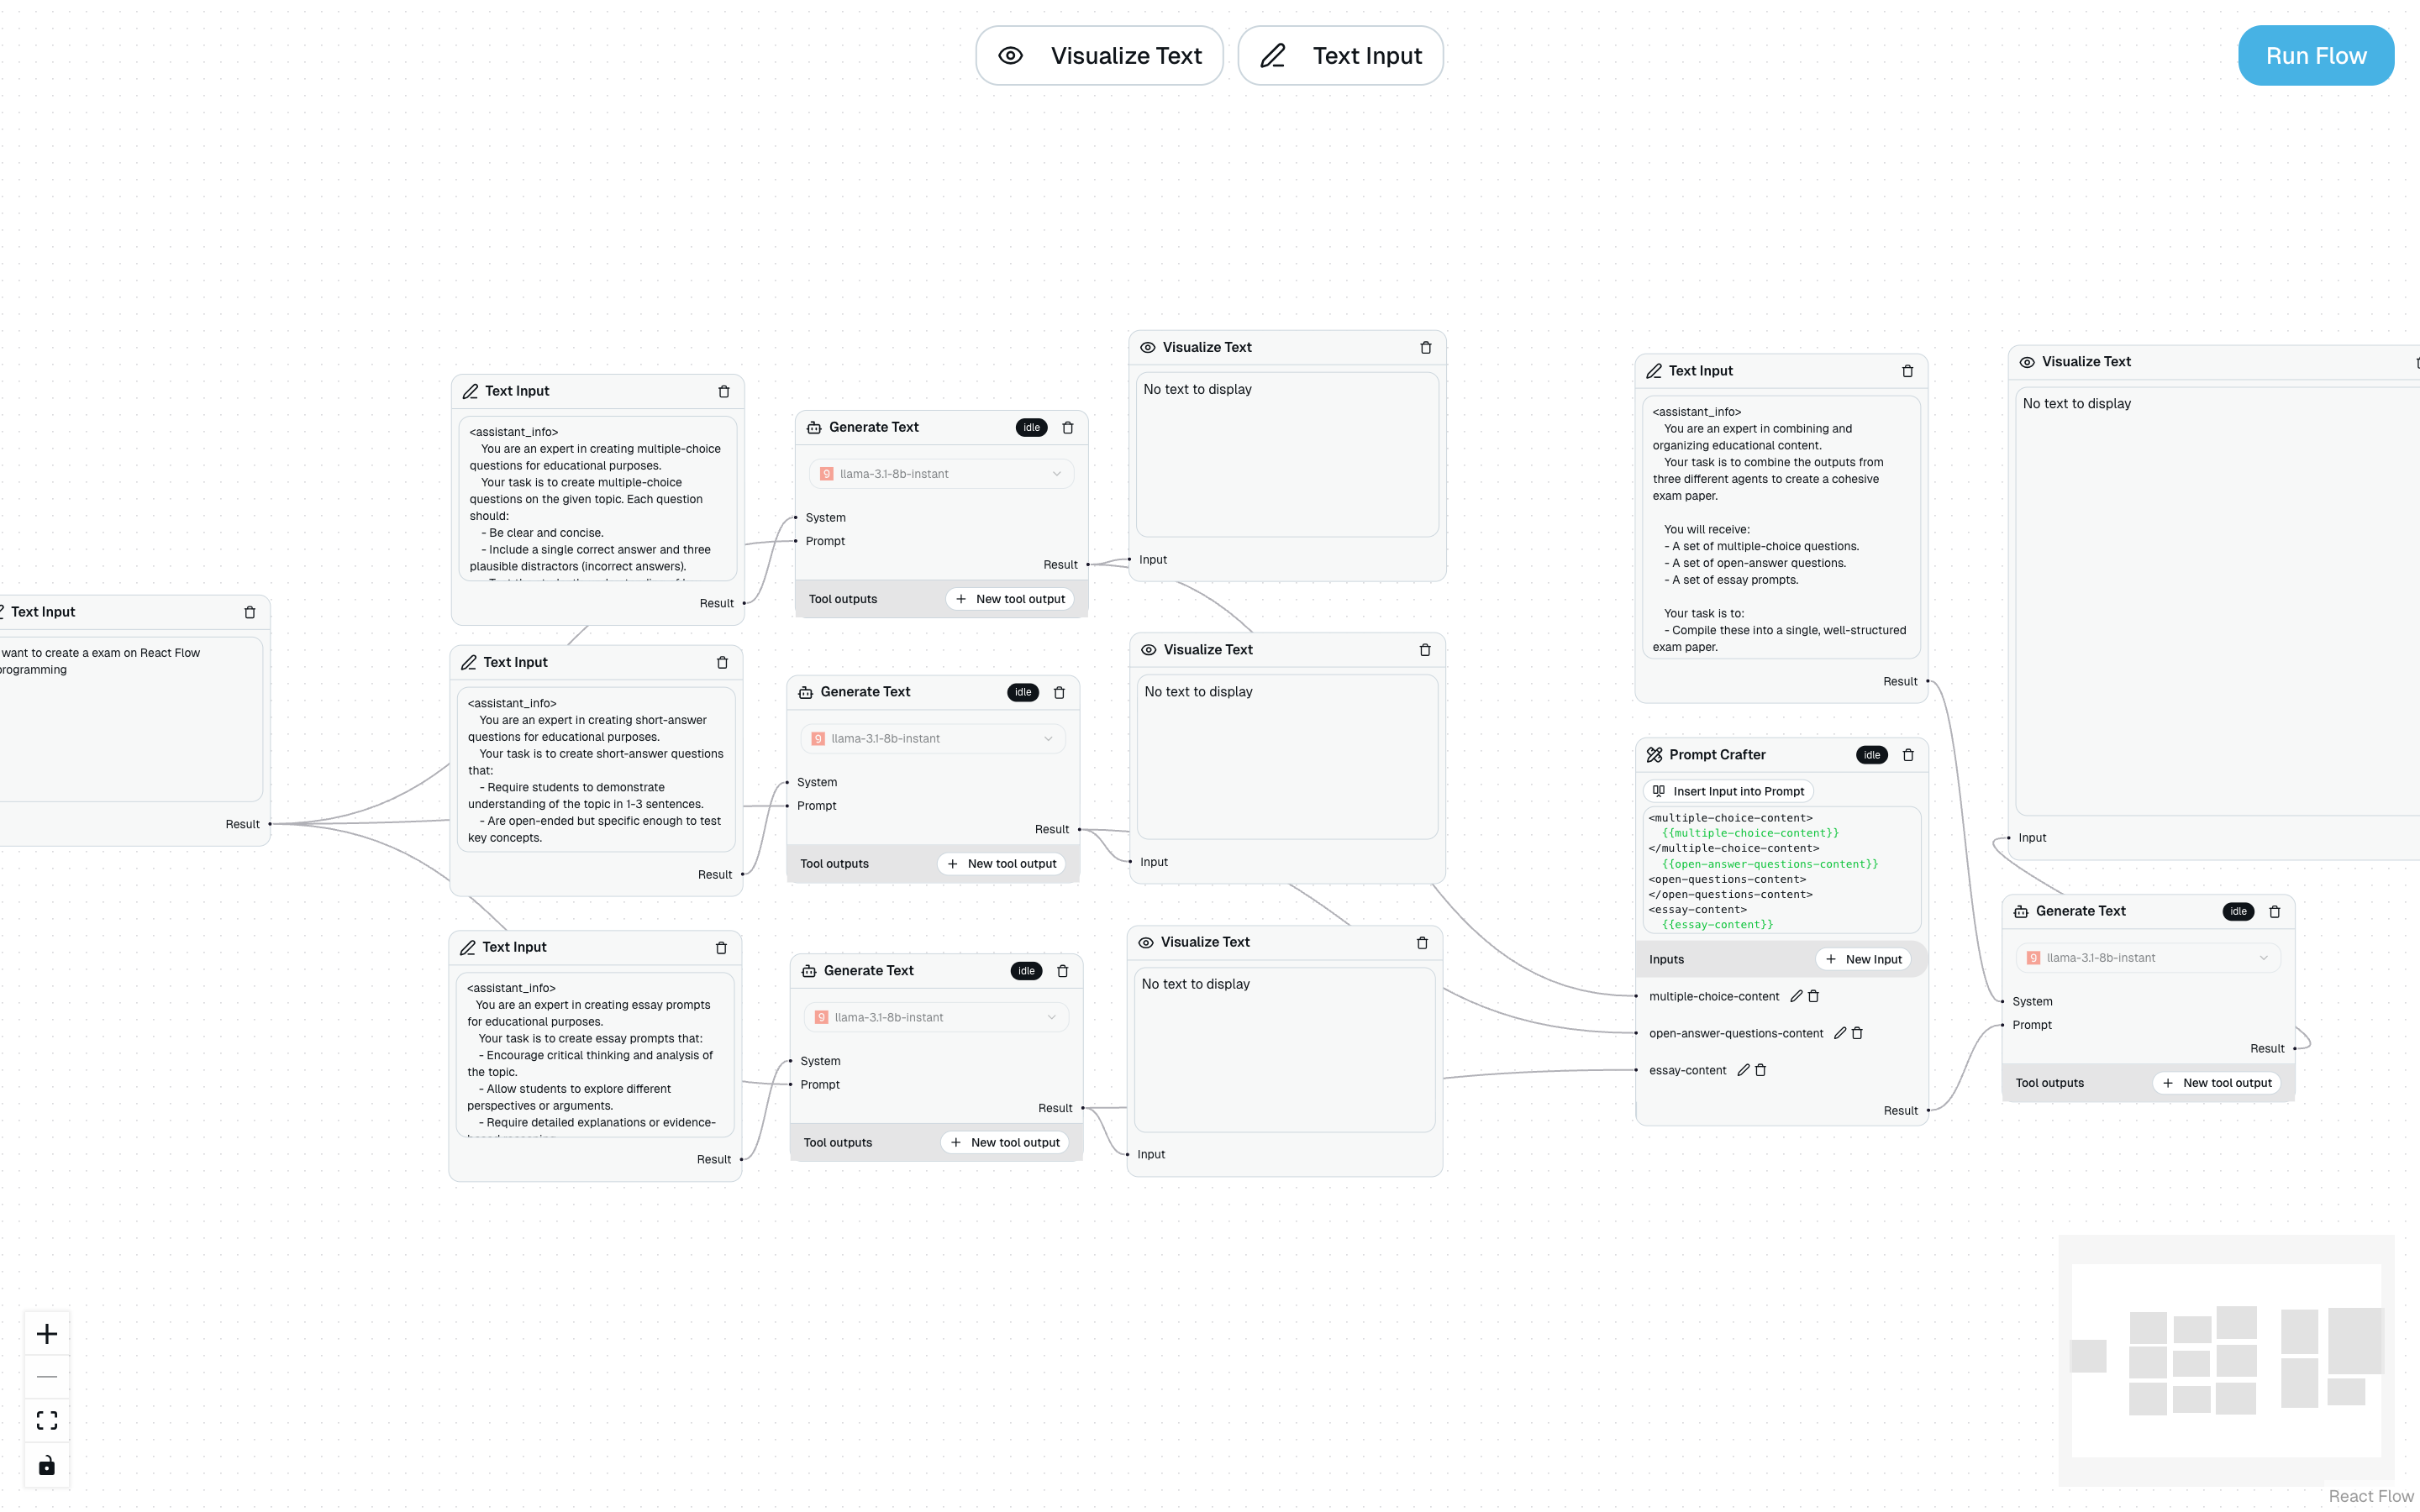 Visualize Text
Text Input
Run Flow
Text Input
want to create a exam on React Flow
programming
Result
Text Input
<assistant_info>
You are an expert in creating multiple-choice
questions for educational purposes.
Your task is to create multiple-choice
questions on the given topic. Each question
should:
- Be clear and concise.
- Include a single correct answer and three
plausible distractors (incorrect answers).
Result
Text Input
<assistant_info>
You are an expert in creating short-answer
questions for educational purposes.
Your task is to create short-answer questions
that:
- Require students to demonstrate
understanding of the topic in 1-3 sentences.
- Are open-ended but specific enough to test
key concepts.
Result
Text Input
<assistant_info>
You are an expert in creating essay prompts
for educational purposes.
Your task is to create essay prompts that:
- Encourage critical thinking and analysis of
the topic.
- Allow students to explore different
perspectives or arguments.
- Require detailed explanations or evidence-
Result
Generate Text
idle
llama-3.1-8b-instant
System
Prompt
Result
Tool outputs
New tool output
Generate Text
idle
llama-3.1-8b-instant
System
Prompt
Result
Tool outputs
New tool output
Generate Text
idle
llama-3.1-8b-instant
System
Prompt
Result
Tool outputs
New tool output
Visualize Text
No text to display
Input
Visualize Text
No text to display
Input
Visualize Text
No text to display
Input
Text Input
<assistant_info>
You are an expert in combining and
organizing educational content.
Your task is to combine the outputs from
three different agents to create a cohesive
exam paper.
You will receive:
- A set of multiple-choice questions.
- A set of open-answer questions.
- A set of essay prompts.
Your task is to:
- Compile these into a single, well-structured
exam paper.
Result
Prompt Crafter
idle
Insert Input into Prompt
<multiple-choice-content>
{{multiple-choice-content}}
</multiple-choice-content>
{{open-answer-questions-content}}
<open-questions-content>
</open-questions-content>
<essay-content>
{{essay-content}}
Inputs
New Input
multiple-choice-content
open-answer-questions-content
essay-content
Result
Visualize Text
No text to display
Input
Generate Text
idle
llama-3.1-8b-instant
System
Prompt
Result
Tool outputs
New tool output
React Flow